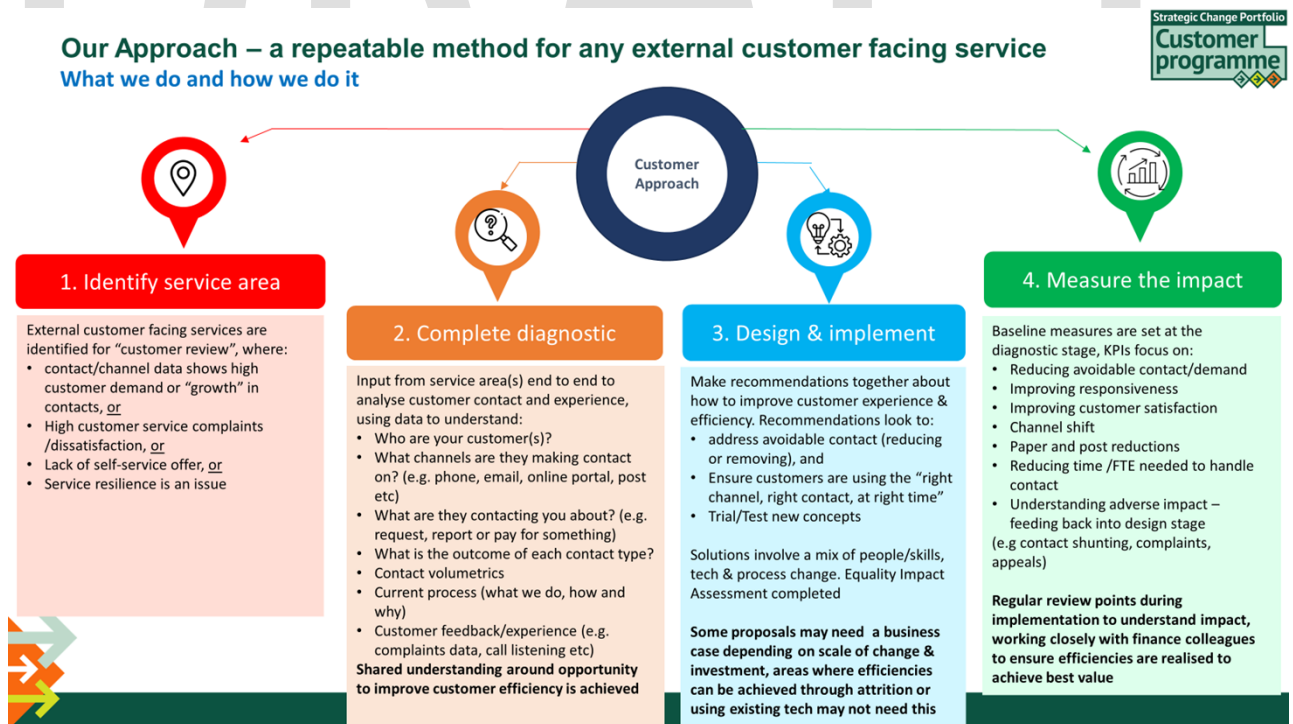 Strategic Change Portfolio
Customer
programme
Our Approach – a repeatable method for any external customer facing service
What we do and how we do it
Customer
Approach
1. Identify service area
External customer facing services are
identified for “customer review”, where:
• contact/channel data shows high
customer demand or “growth” in
contacts, or
• High customer service complaints
/dissatisfaction, or
• Lack of self-service offer, or
• Service resilience is an issue
2. Complete diagnostic
Input from service area(s) end to end to
analyse customer contact and experience,
using data to understand:
• Who are your customer(s)?
• What channels are they making contact
on? (e.g. phone, email, online portal, post
etc)
• What are they contacting you about? (e.g.
request, report or pay for something)
• What is the outcome of each contact type?
• Contact volumetrics
• Current process (what we do, how and
why)
• Customer feedback/experience (e.g.
complaints data, call listening etc)
Shared understanding around opportunity
to improve customer efficiency is achieved
3. Design & implement
Make recommendations together about
how to improve customer experience &
efficiency. Recommendations look to:
• address avoidable contact (reducing
or removing), and
• Ensure customers are using the “right
channel, right contact, at right time”
• Trial/Test new concepts
Solutions involve a mix of people/skills,
tech & process change. Equality Impact
Assessment completed
Some proposals may need a business
case depending on scale of change &
investment, areas where efficiencies
can be achieved through attrition or
using existing tech may not need this
4. Measure the impact
Baseline measures are set at the
diagnostic stage, KPIs focus on:
• Reducing avoidable contact/demand
• Improving responsiveness
• Improving customer satisfaction
• Channel shift
• Paper and post reductions
• Reducing time /FTE needed to handle
contact
• Understanding adverse impact –
feeding back into design stage
(e.g contact shunting, complaints,
appeals)
Regular review points during
implementation to understand impact,
working closely with finance colleagues
to ensure efficiencies are realised to
achieve best value